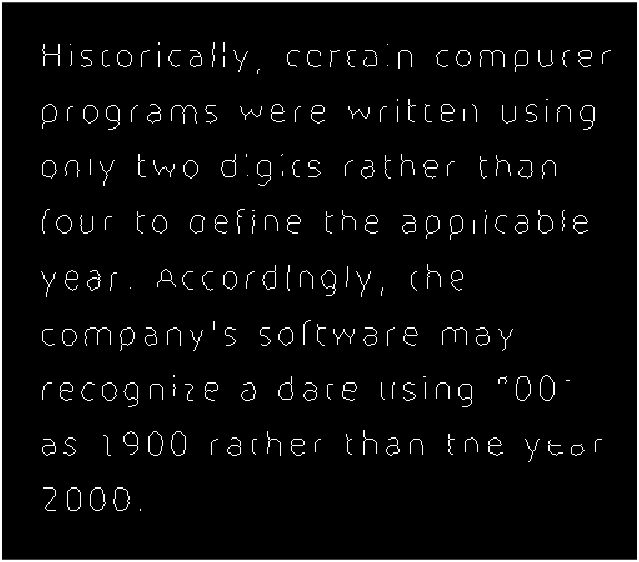 Historically, certain computer
programs were written using
only two digits rather than
four to define the applicable
year. Accordingly, the
company's software may
recognize a date using "00"
as 1900 rather than the year
2000.